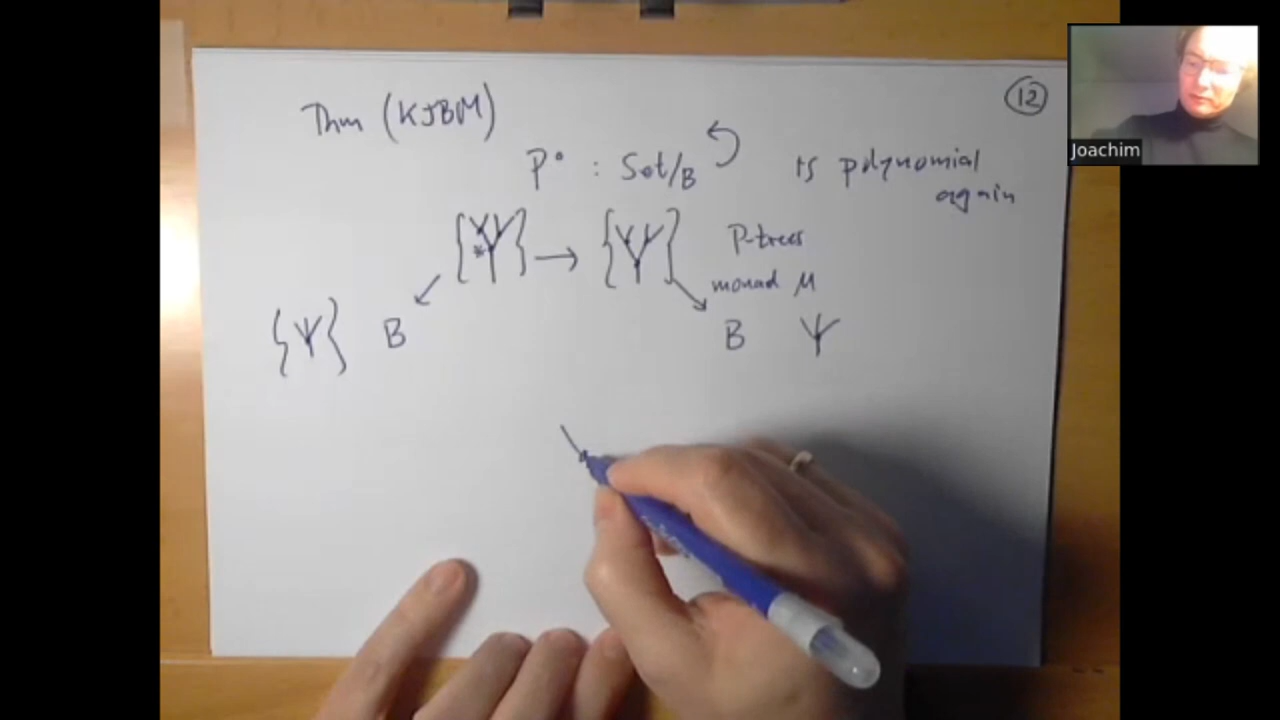 12
Thm (KJBM)
P° : Set/B is polynomial again
{ * } → { } P-trees
monad M
{ } B B
Joachim